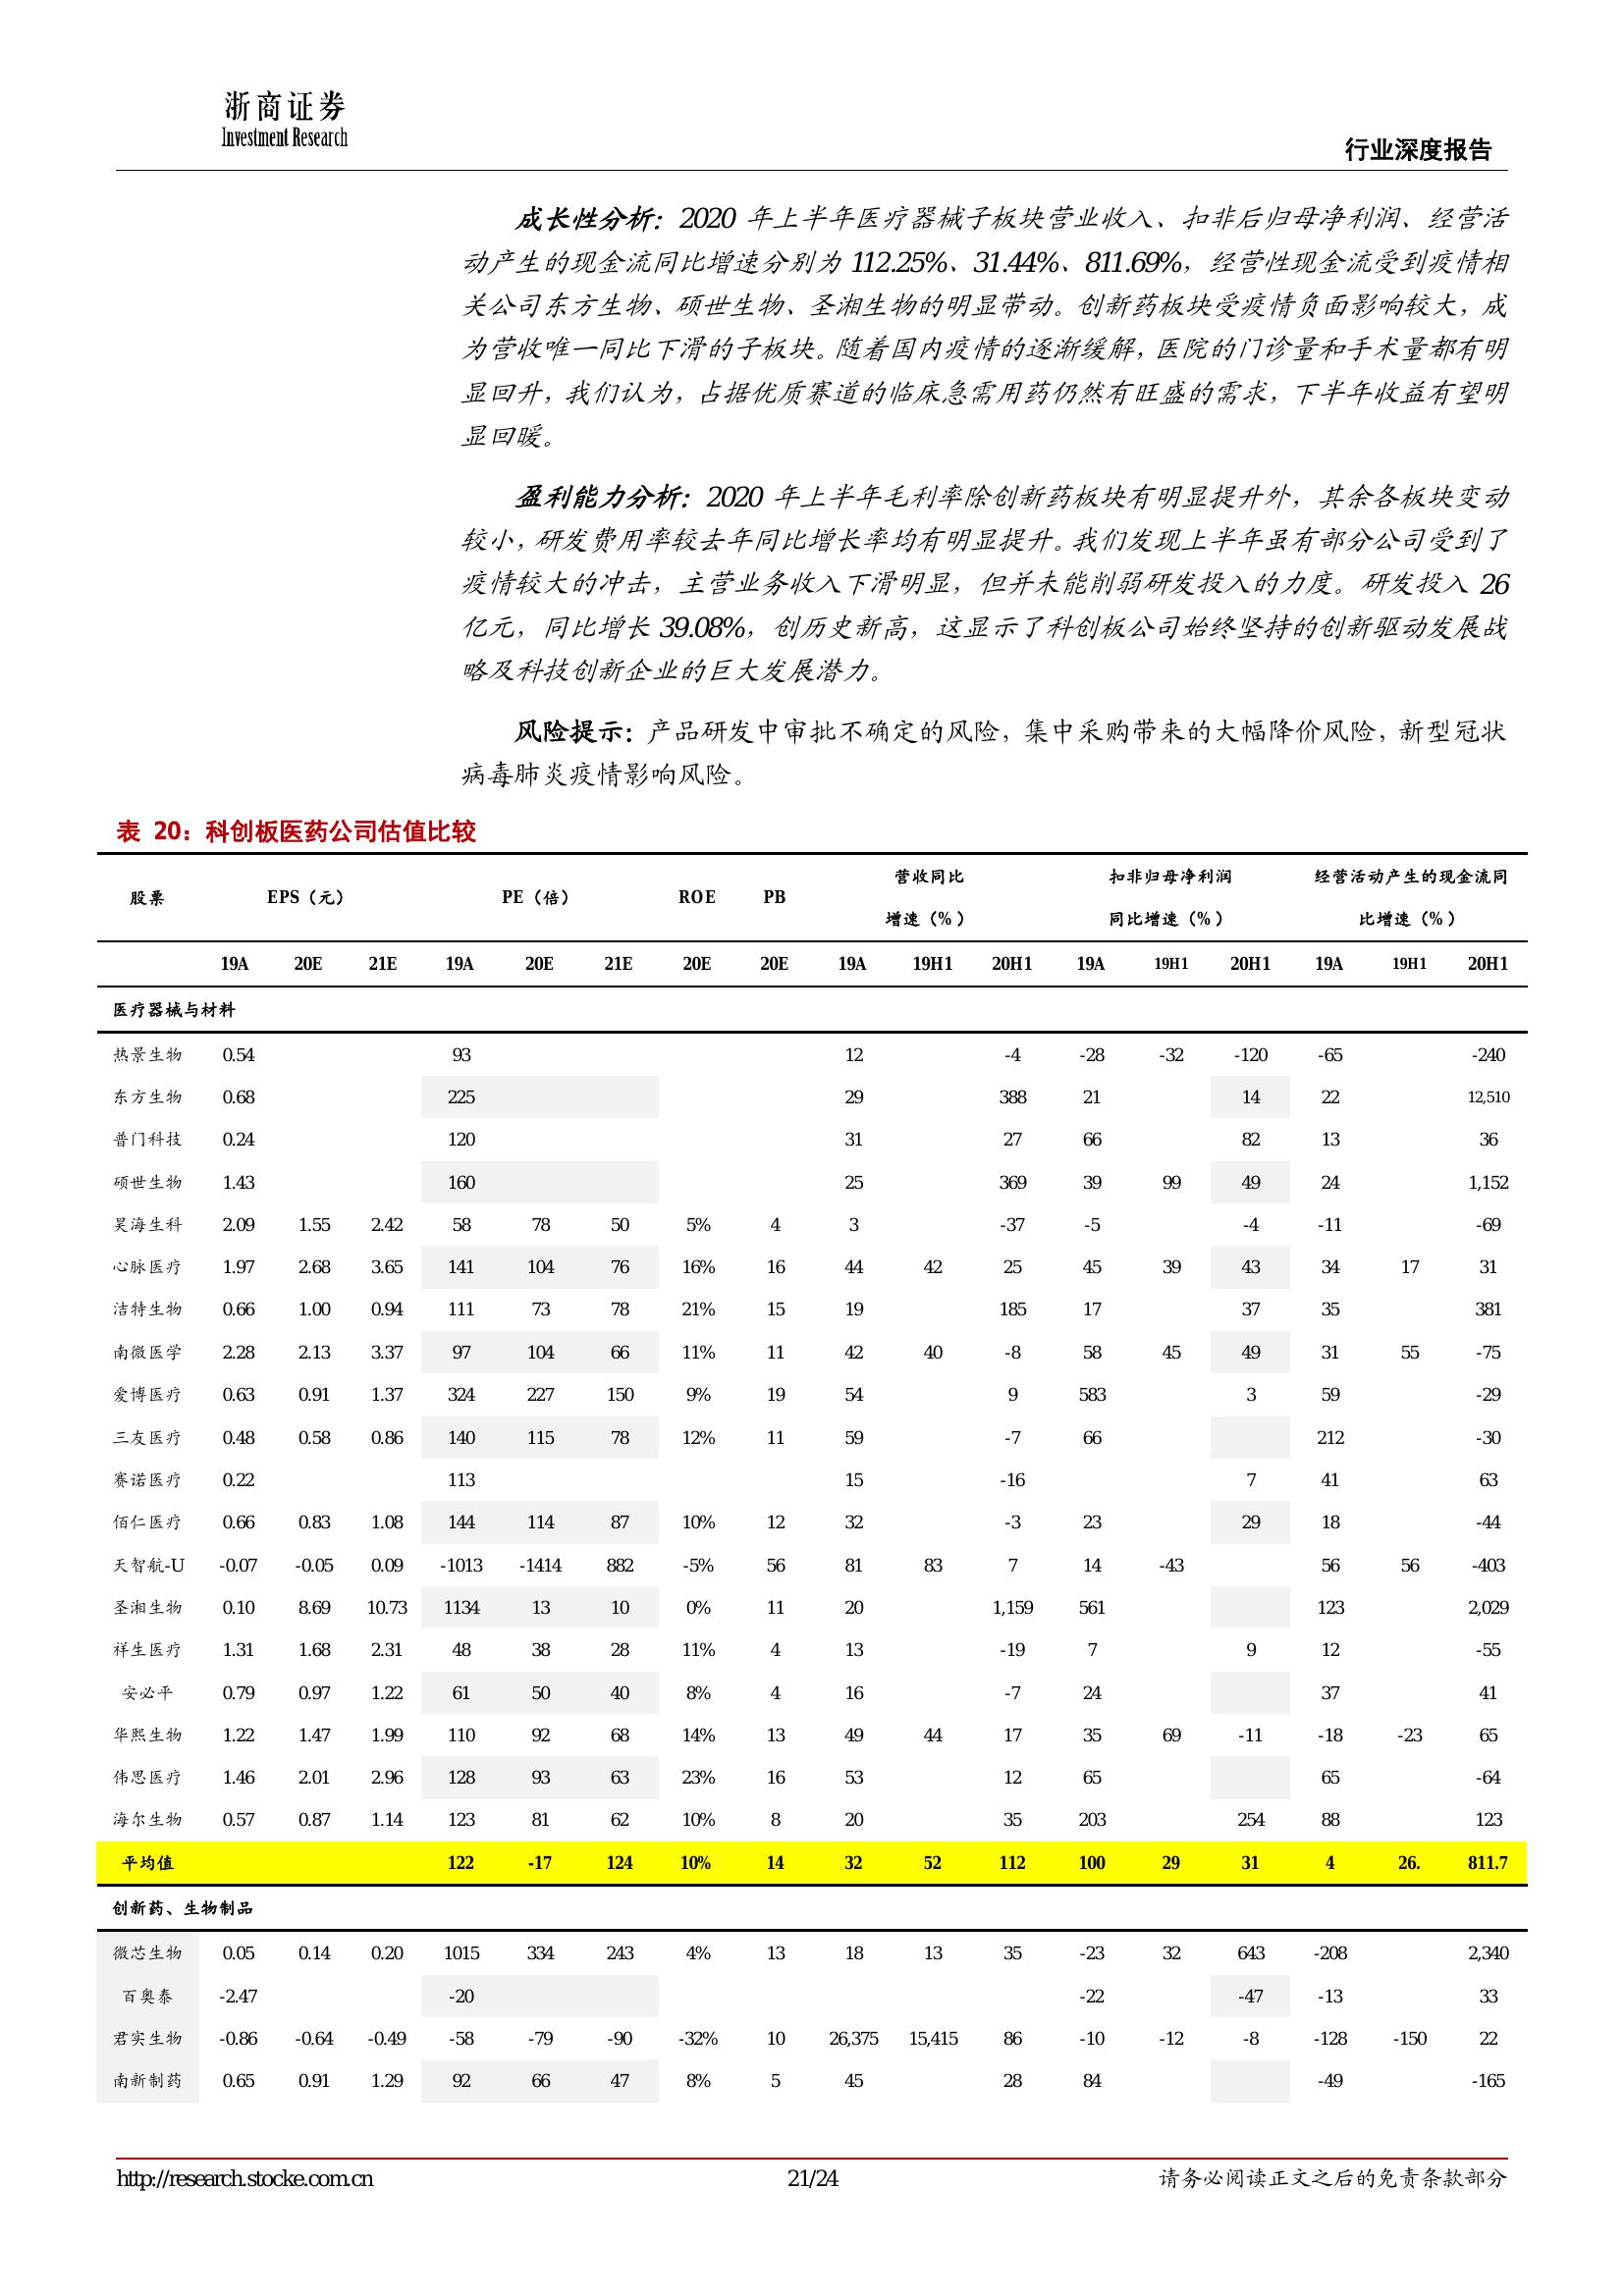 浙商证券
Investment Research
行业深度报告
成长性分析：2020 年上半年医疗器械子板块营业收入、扣非后归母净利润、经营活
动产生的现金流同比增速分别为 112.25%、31.44%、811.69%，经营性现金流受到疫情相
关公司东方生物、硕世生物、圣湘生物的明显带动。创新药板块受疫情负面影响较大，成
为营收唯一同比下滑的子板块。随着国内疫情的逐渐缓解，医院的门诊量和手术量都有明
显回升，我们认为，占据优质赛道的临床急需用药仍然有旺盛的需求，下半年收益有望明
显回暖。
盈利能力分析：2020 年上半年毛利率除创新药板块有明显提升外，其余各板块变动
较小，研发费用率较去年同比增长率均有明显提升。我们发现上半年虽有部分公司受到了
疫情较大的冲击，主营业务收入下滑明显，但并未能削弱研发投入的力度。研发投入 26
亿元，同比增长 39.08%，创历史新高，这显示了科创板公司始终坚持的创新驱动发展战
略及科技创新企业的巨大发展潜力。
风险提示：产品研发中审批不确定的风险，集中采购带来的大幅降价风险，新型冠状
病毒肺炎疫情影响风险。
表 20：科创板医药公司估值比较
股票 EPS（元） PE（倍） ROE PB 营收同比 增速（%） 扣非归母净利润 同比增速（%） 经营活动产生的现金流同 比增速（%）
19A 20E 21E 19A 20E 21E 20E 20E 19A 19H1 20H1 19A 19H1 20H1 19A 19H1 20H1
医疗器械与材料
热景生物 0.54 93 12 -4 -28 -32 -120 -65 -240
东方生物 0.68 225 29 388 21 14 22 12,510
普门科技 0.24 120 31 27 66 82 13 36
硕世生物 1.43 160 25 369 39 99 49 24 1,152
昊海生科 2.09 1.55 2.42 58 78 50 5% 4 3 -37 -5 -4 -11 -69
心脉医疗 1.97 2.68 3.65 141 104 76 16% 16 44 42 25 45 39 43 34 17 31
洁特生物 0.66 1.00 0.94 111 73 78 21% 15 19 185 17 37 35 381
南微医学 2.28 2.13 3.37 97 104 66 11% 11 42 40 -8 58 45 49 31 55 -75
爱博医疗 0.63 0.91 1.37 324 227 150 9% 19 54 9 583 3 59 -29
三友医疗 0.48 0.58 0.86 140 115 78 12% 11 59 -7 66 212 -30
赛诺医疗 0.22 113 15 -16 7 41 63
佰仁医疗 0.66 0.83 1.08 144 114 87 10% 12 32 -3 23 29 18 -44
天智航-U -0.07 -0.05 0.09 -1013 -1414 882 -5% 56 81 83 7 14 -43 56 56 -403
圣湘生物 0.10 8.69 10.73 1134 13 10 0% 11 20 1,159 561 123 2,029
祥生医疗 1.31 1.68 2.31 48 38 28 11% 4 13 -19 7 9 12 -55
安必平 0.79 0.97 1.22 61 50 40 8% 4 16 -7 24 37 41
华熙生物 1.22 1.47 1.99 110 92 68 14% 13 49 44 17 35 69 -11 -18 -23 65
伟思医疗 1.46 2.01 2.96 128 93 63 23% 16 53 12 65 65 -64
海尔生物 0.57 0.87 1.14 123 81 62 10% 8 20 35 203 254 88 123
平均值 122 -17 124 10% 14 32 52 112 100 29 31 4 26. 811.7
创新药、生物制品
微芯生物 0.05 0.14 0.20 1015 334 243 4% 13 18 13 35 -23 32 643 -208 2,340
百奥泰 -2.47 -20 -22 -47 -13 33
君实生物 -0.86 -0.64 -0.49 -58 -79 -90 -32% 10 26,375 15,415 86 -10 -12 -8 -128 -150 22
南新制药 0.65 0.91 1.29 92 66 47 8% 5 45 28 84 -49 -165
http://research.stocke.com.cn 21/24 请务必阅读正文之后的免责条款部分